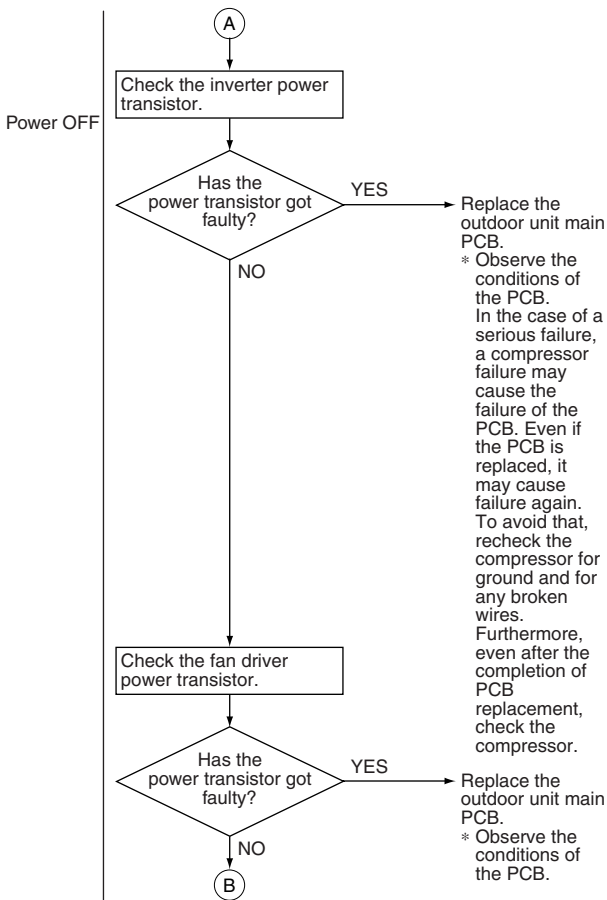 A
Check the inverter power
transistor.
Power OFF
Has the
power transistor got
faulty?
YES
Replace the
outdoor unit main
PCB.
* Observe the
conditions of
the PCB.
In the case of a
serious failure,
a compressor
failure may
cause the
failure of the
PCB. Even if
the PCB is
replaced, it
may cause
failure again.
To avoid that,
recheck the
compressor for
ground and for
any broken
wires.
Furthermore,
even after the
completion of
PCB
replacement,
check the
compressor.
NO
Check the fan driver
power transistor.
Has the
power transistor got
faulty?
YES
Replace the
outdoor unit main
PCB.
* Observe the
conditions of
the PCB.
NO
B